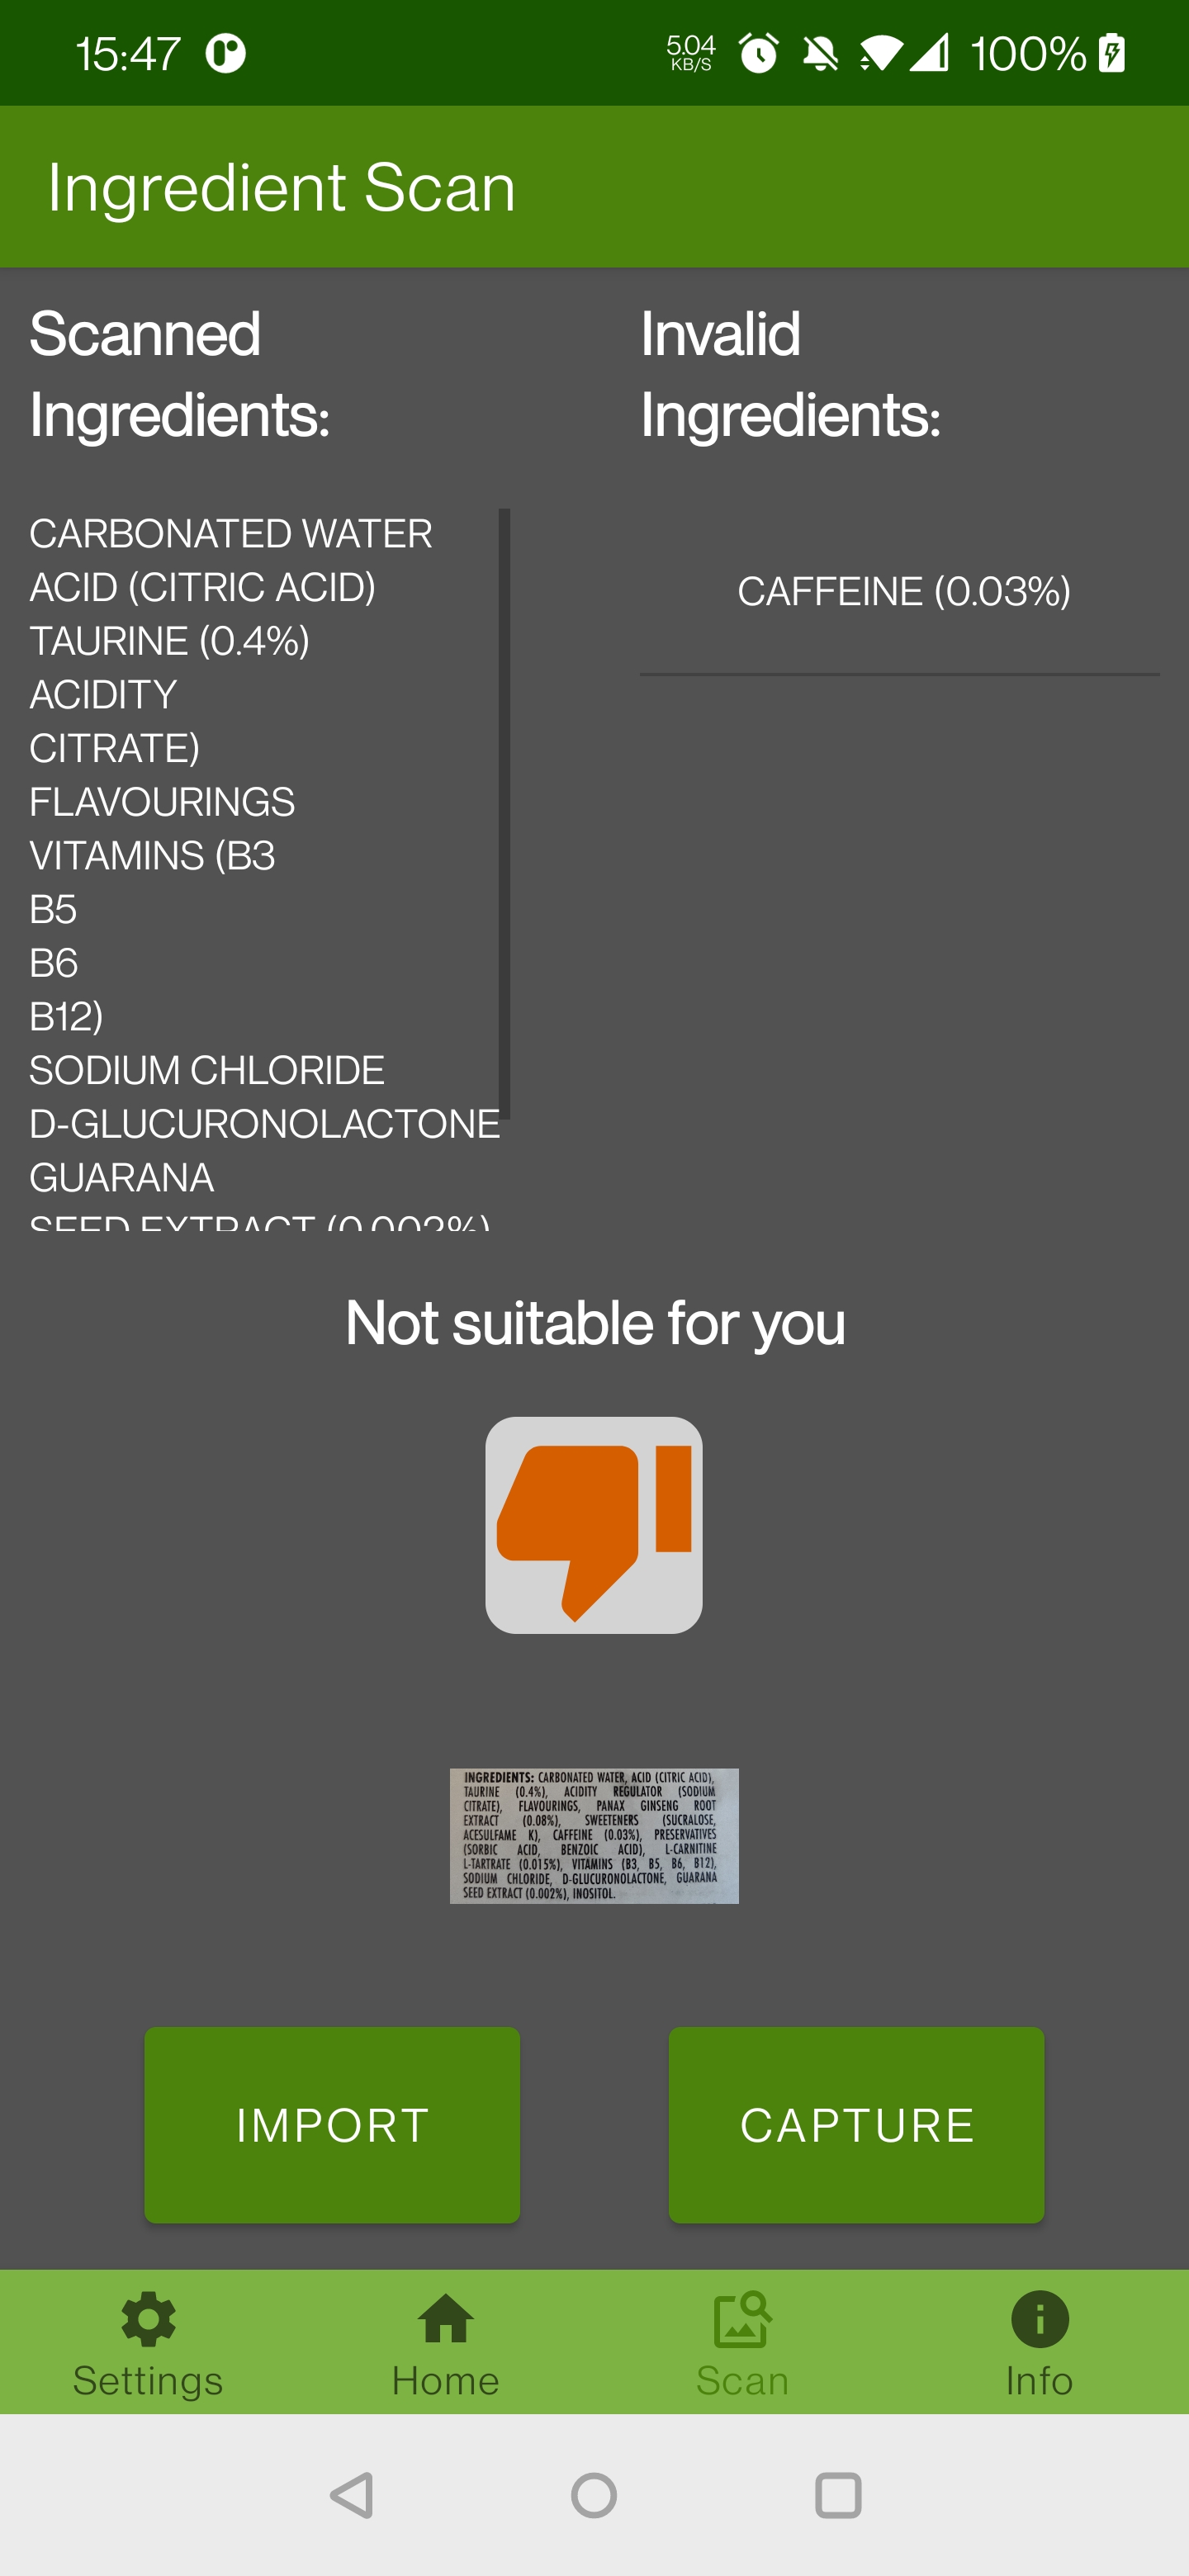 15:47
5.04
KB/S
100%
Ingredient Scan
Scanned
Ingredients:
Invalid
Ingredients:
CARBONATED WATER
ACID (CITRIC ACID)
TAURINE (0.4%)
ACIDITY
CITRATE)
FLAVOURINGS
VITAMINS (B3
B5
B6
B12)
SODIUM CHLORIDE
D-GLUCURONOLACTONE
GUARANA
SEED EXTRACT (0.002%)
CAFFEINE (0.03%)
Not suitable for you
INGREDIENTS: CARBONATED WATER, ACID (CITRIC ACID),
TAURINE (0.4%), ACIDITY REGULATOR (SODIUM
CITRATE), FLAVOURINGS, PANAX GINSENG ROOT
EXTRACT (0.08%), SWEETENERS (SUCRALOSE,
ACESULFAME K), CAFFEINE (0.03%), PRESERVATIVES
(SORBIC ACID, BENZOIC ACID), L-CARNITINE
L-TARTRATE (0.015%), VITAMINS (B3, B5, B6, B12),
SODIUM CHLORIDE, D-GLUCURONOLACTONE, GUARANA
SEED EXTRACT (0.002%), INOSITOL.
IMPORT
CAPTURE
Settings
Home
Scan
Info